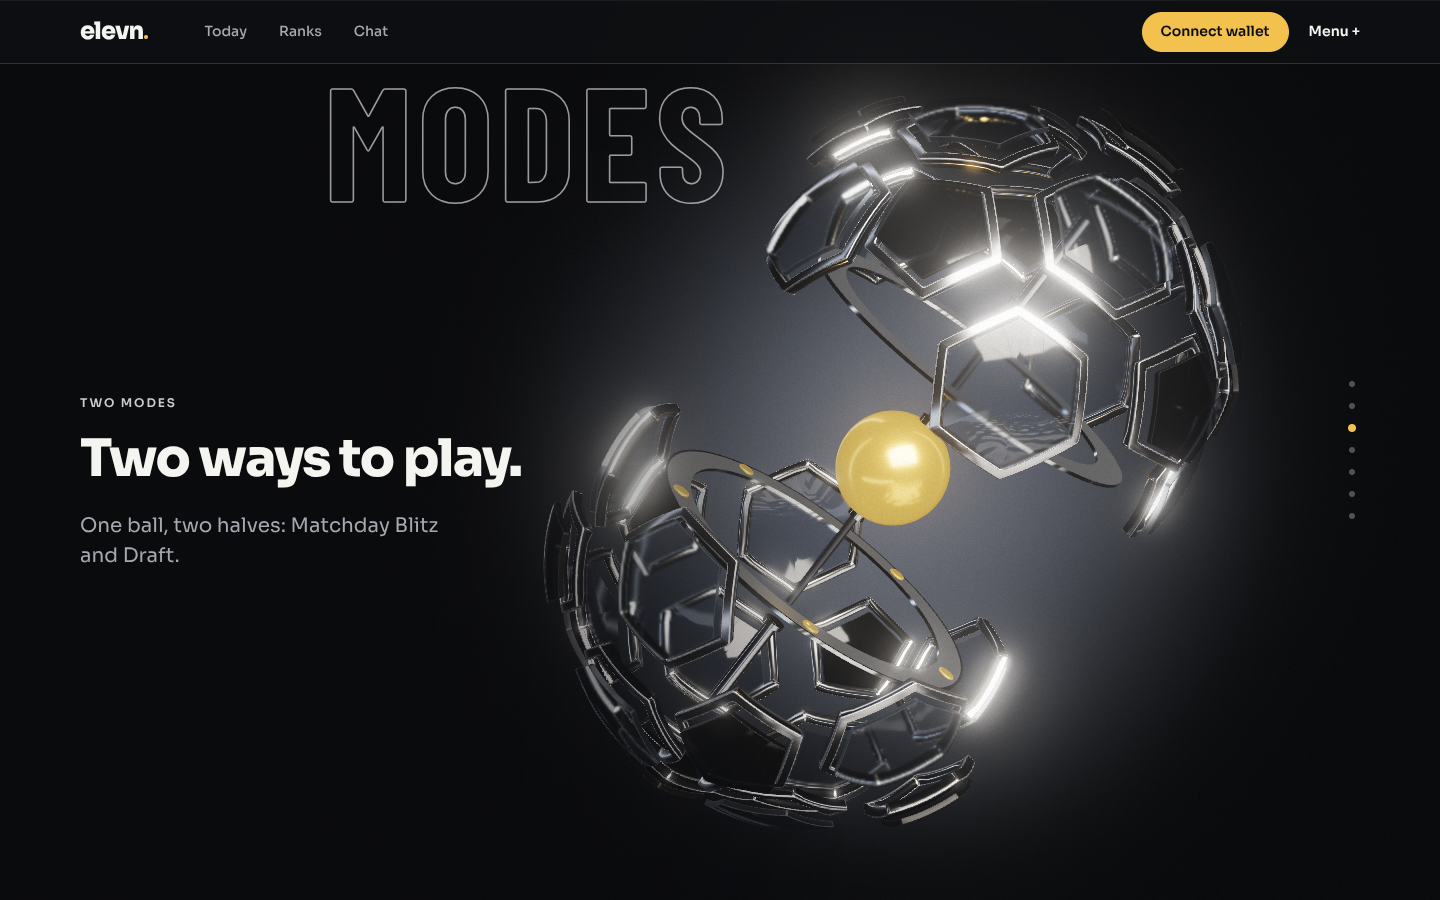 elevn.
Today
Ranks
Chat
Connect wallet
Menu +
MODES
TWO MODES
Two ways to play.
One ball, two halves: Matchday Blitz
and Draft.